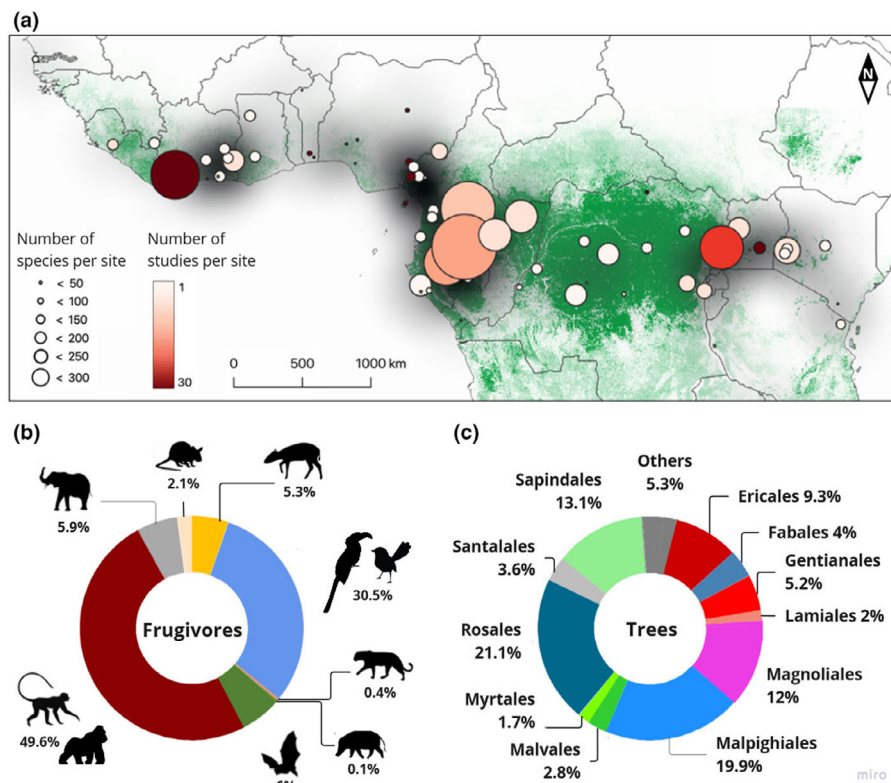 (a)
N
Number of
species per site
< 50
< 100
< 150
< 200
< 250
< 300
Number of
studies per site
1
30
0 500 1000 km
(b)
2.1%
5.3%
5.9%
30.5%
Frugivores
0.4%
49.6%
0.1%
6%
(c)
Others
5.3%
Sapindales
13.1%
Ericales 9.3%
Fabales 4%
Santalales
3.6%
Gentianales
5.2%
Lamiales 2%
Rosales
21.1%
Trees
Magnoliales
12%
Myrtales
1.7%
Malvales
2.8%
Malpighiales
19.9%
miro